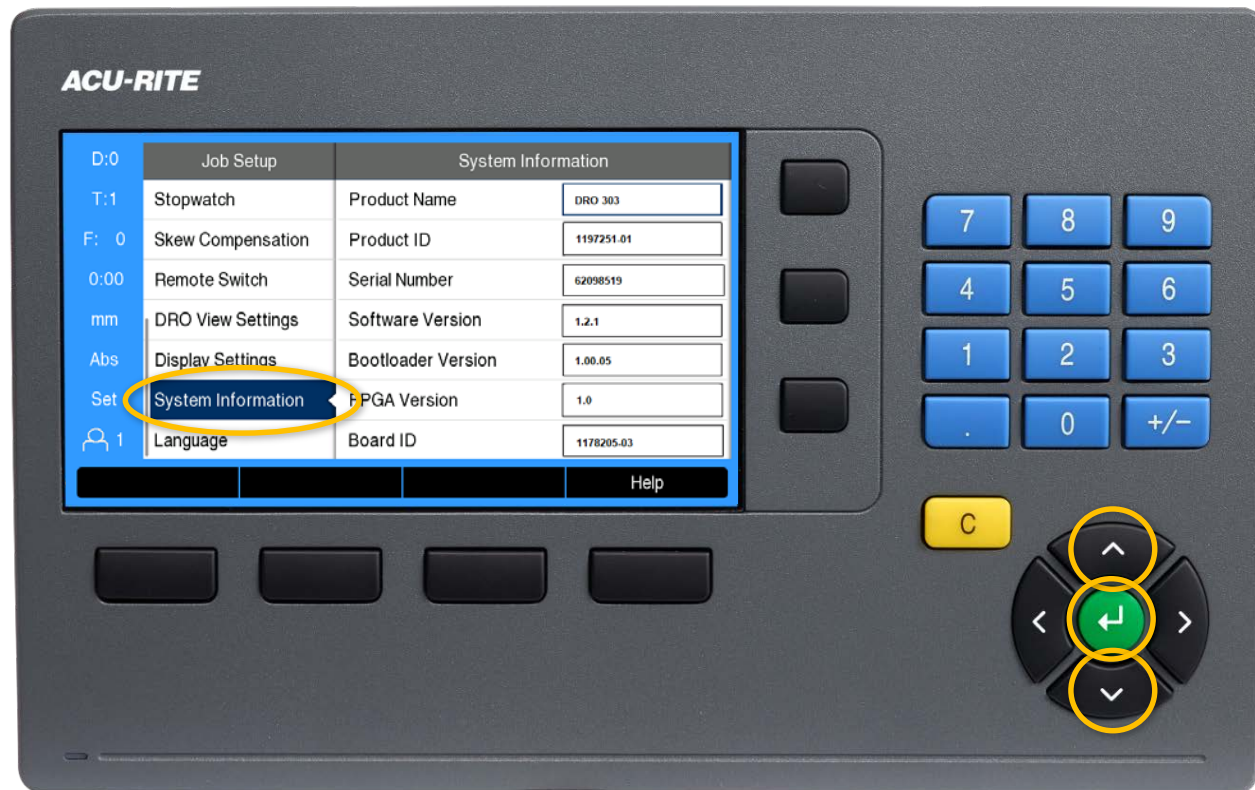 ACU-RITE
D:0 Job Setup System Information
T:1 Stopwatch Product Name DRO 303
F: 0 Skew Compensation Product ID 1197251-01
0:00 Remote Switch Serial Number 62098519
mm DRO View Settings Software Version 1.2.1
Abs Display Settings Bootloader Version 1.00.05
Set System Information FPGA Version 1.0
1 Language Board ID 1178205-03
Help
7 8 9
4 5 6
1 2 3
. 0 +/−
C